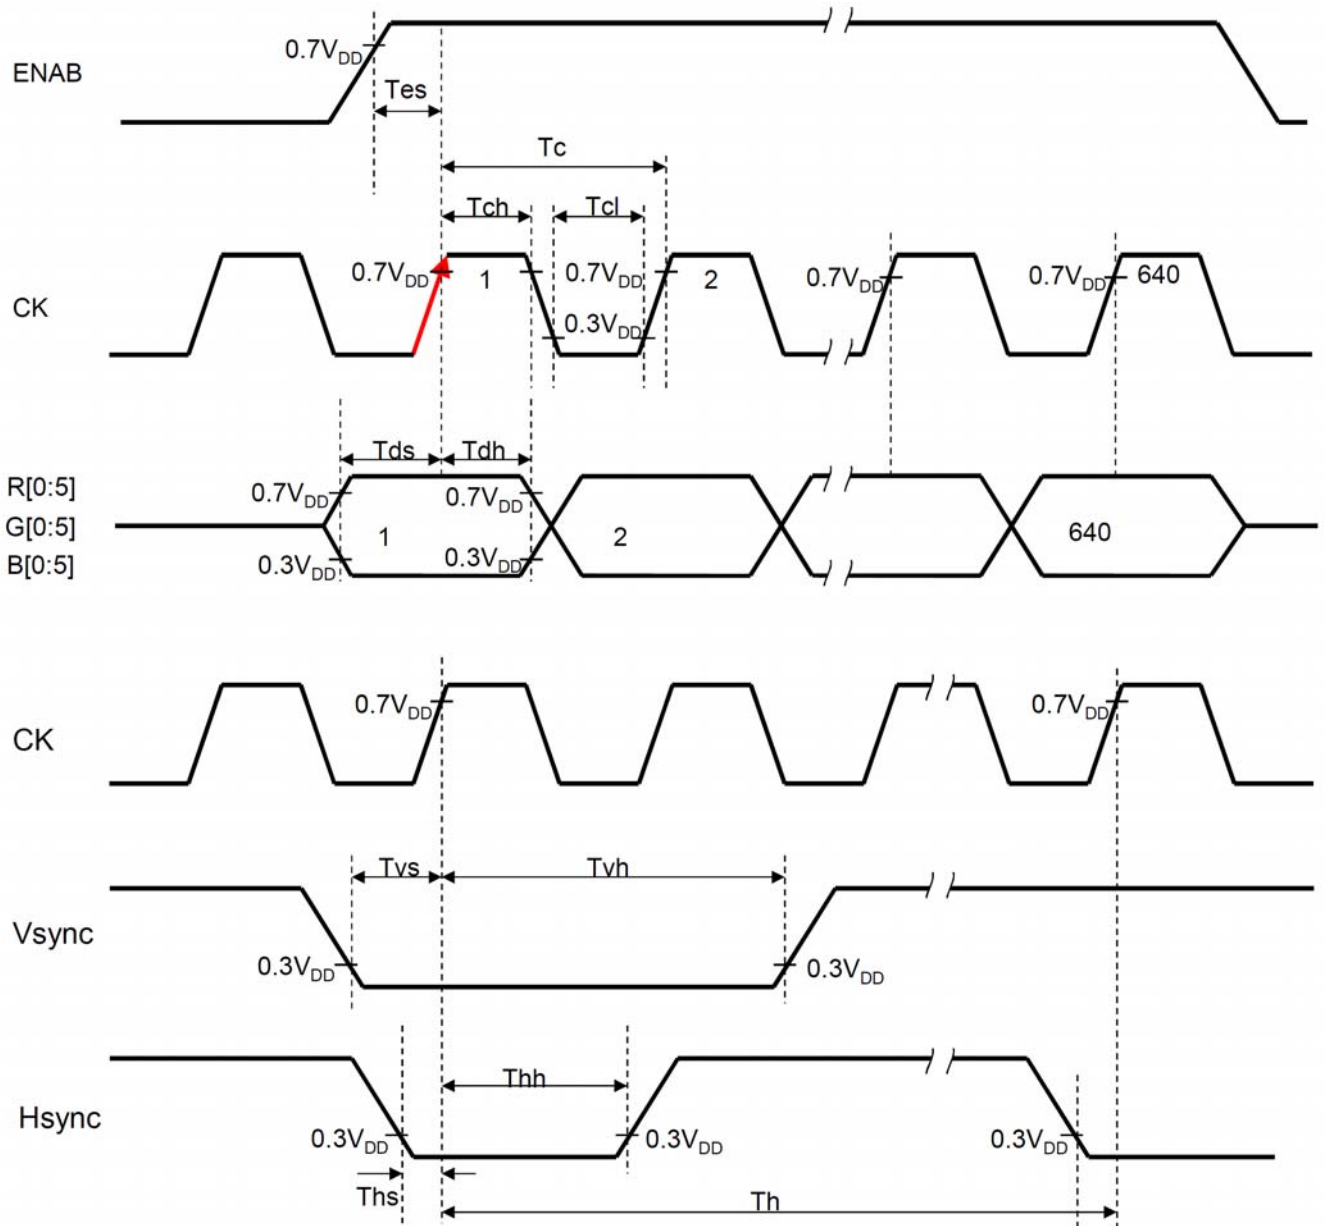 0.7VDD
ENAB
Tes
Tc
Tch
Tcl
0.7VDD
1
0.7VDD
2
0.7VDD
0.7VDD
640
CK
0.3VDD
Tds
Tdh
R[0:5]
0.7VDD
0.7VDD
G[0:5]
1
2
640
B[0:5]
0.3VDD
0.3VDD
0.7VDD
0.7VDD
CK
Tvs
Tvh
Vsync
0.3VDD
0.3VDD
Thh
Hsync
0.3VDD
0.3VDD
0.3VDD
Ths
Th